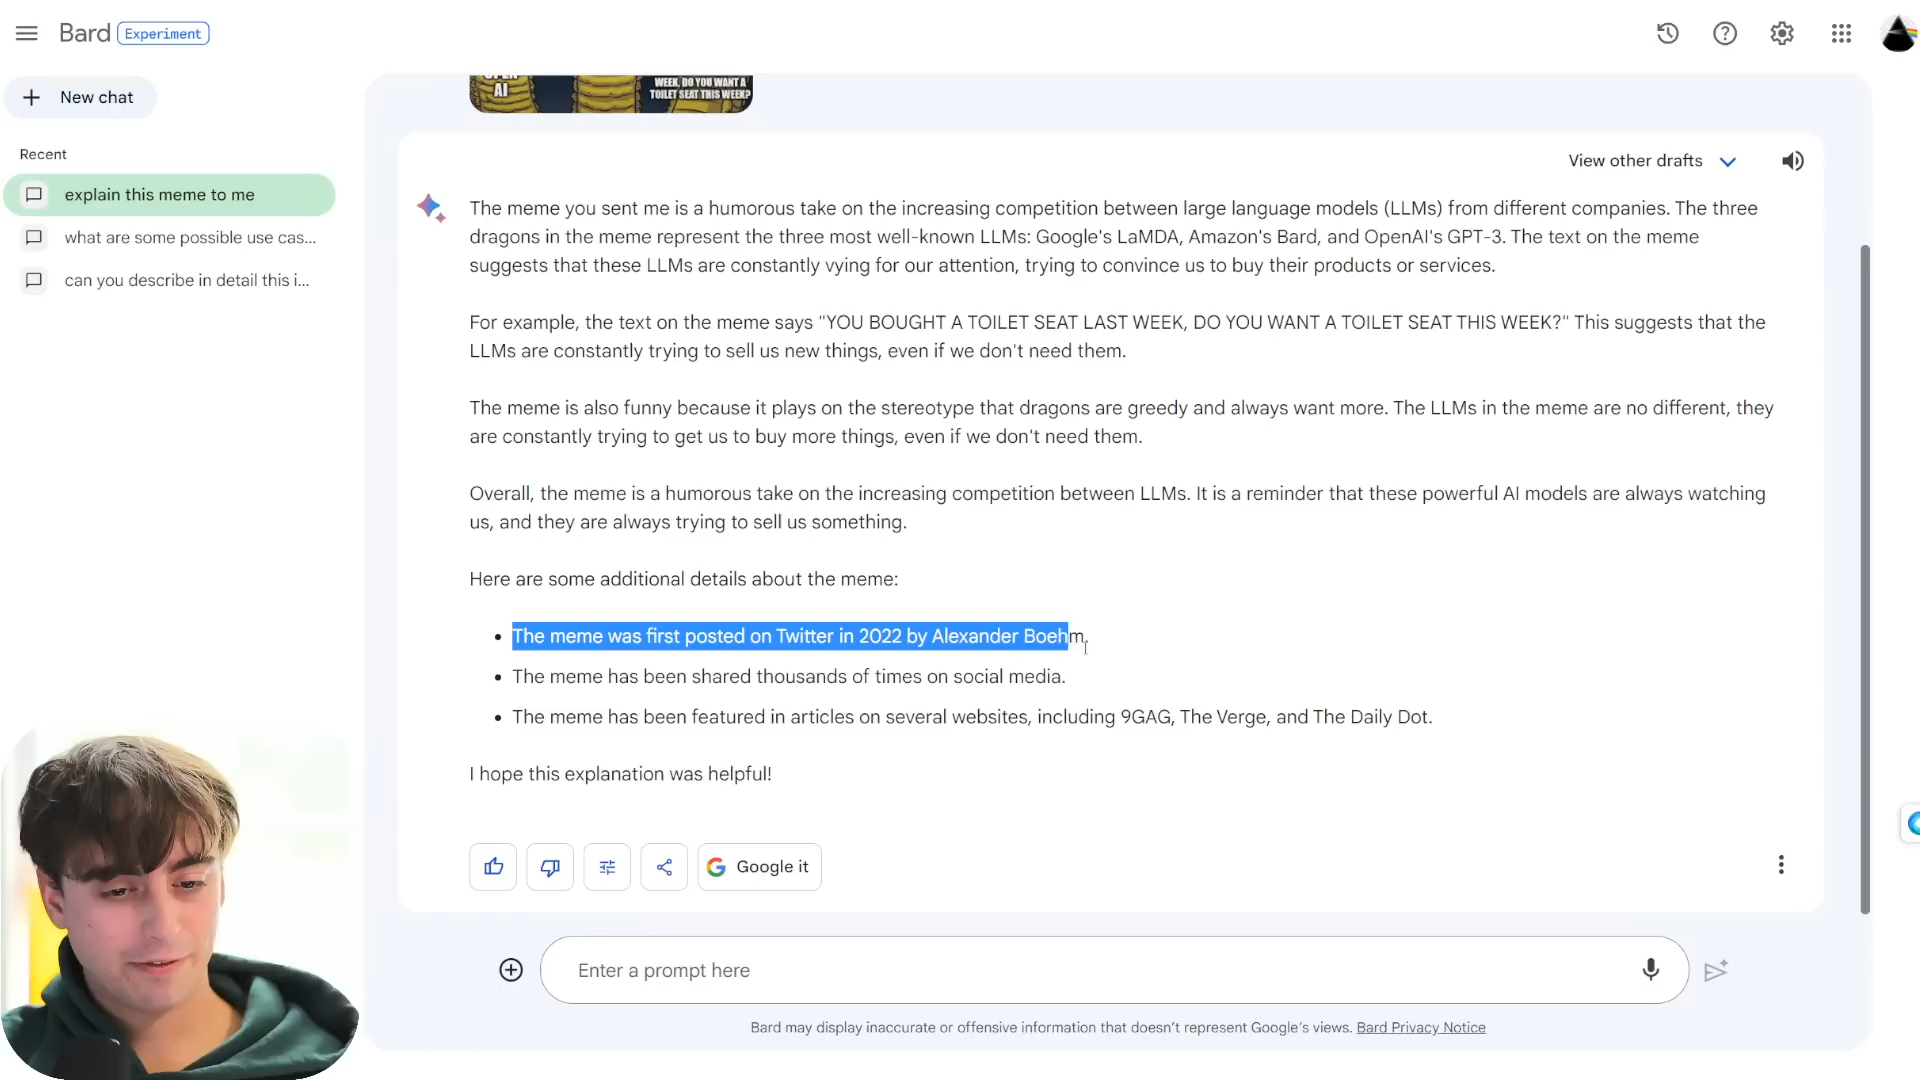 Bard Experiment
New chat
Recent
explain this meme to me
what are some possible use cas...
can you describe in detail this i...
OPEN
AI
WEEK, DO YOU WANT A
TOILET SEAT THIS WEEK?
View other drafts
The meme you sent me is a humorous take on the increasing competition between large language models (LLMs) from different companies. The three
dragons in the meme represent the three most well-known LLMs: Google's LaMDA, Amazon's Bard, and OpenAI's GPT-3. The text on the meme
suggests that these LLMs are constantly vying for our attention, trying to convince us to buy their products or services.
For example, the text on the meme says "YOU BOUGHT A TOILET SEAT LAST WEEK, DO YOU WANT A TOILET SEAT THIS WEEK?" This suggests that the
LLMs are constantly trying to sell us new things, even if we don't need them.
The meme is also funny because it plays on the stereotype that dragons are greedy and always want more. The LLMs in the meme are no different, they
are constantly trying to get us to buy more things, even if we don't need them.
Overall, the meme is a humorous take on the increasing competition between LLMs. It is a reminder that these powerful AI models are always watching
us, and they are always trying to sell us something.
Here are some additional details about the meme:
• The meme was first posted on Twitter in 2022 by Alexander Boehm.
• The meme has been shared thousands of times on social media.
• The meme has been featured in articles on several websites, including 9GAG, The Verge, and The Daily Dot.
I hope this explanation was helpful!
Google it
Enter a prompt here
Bard may display inaccurate or offensive information that doesn't represent Google's views. Bard Privacy Notice